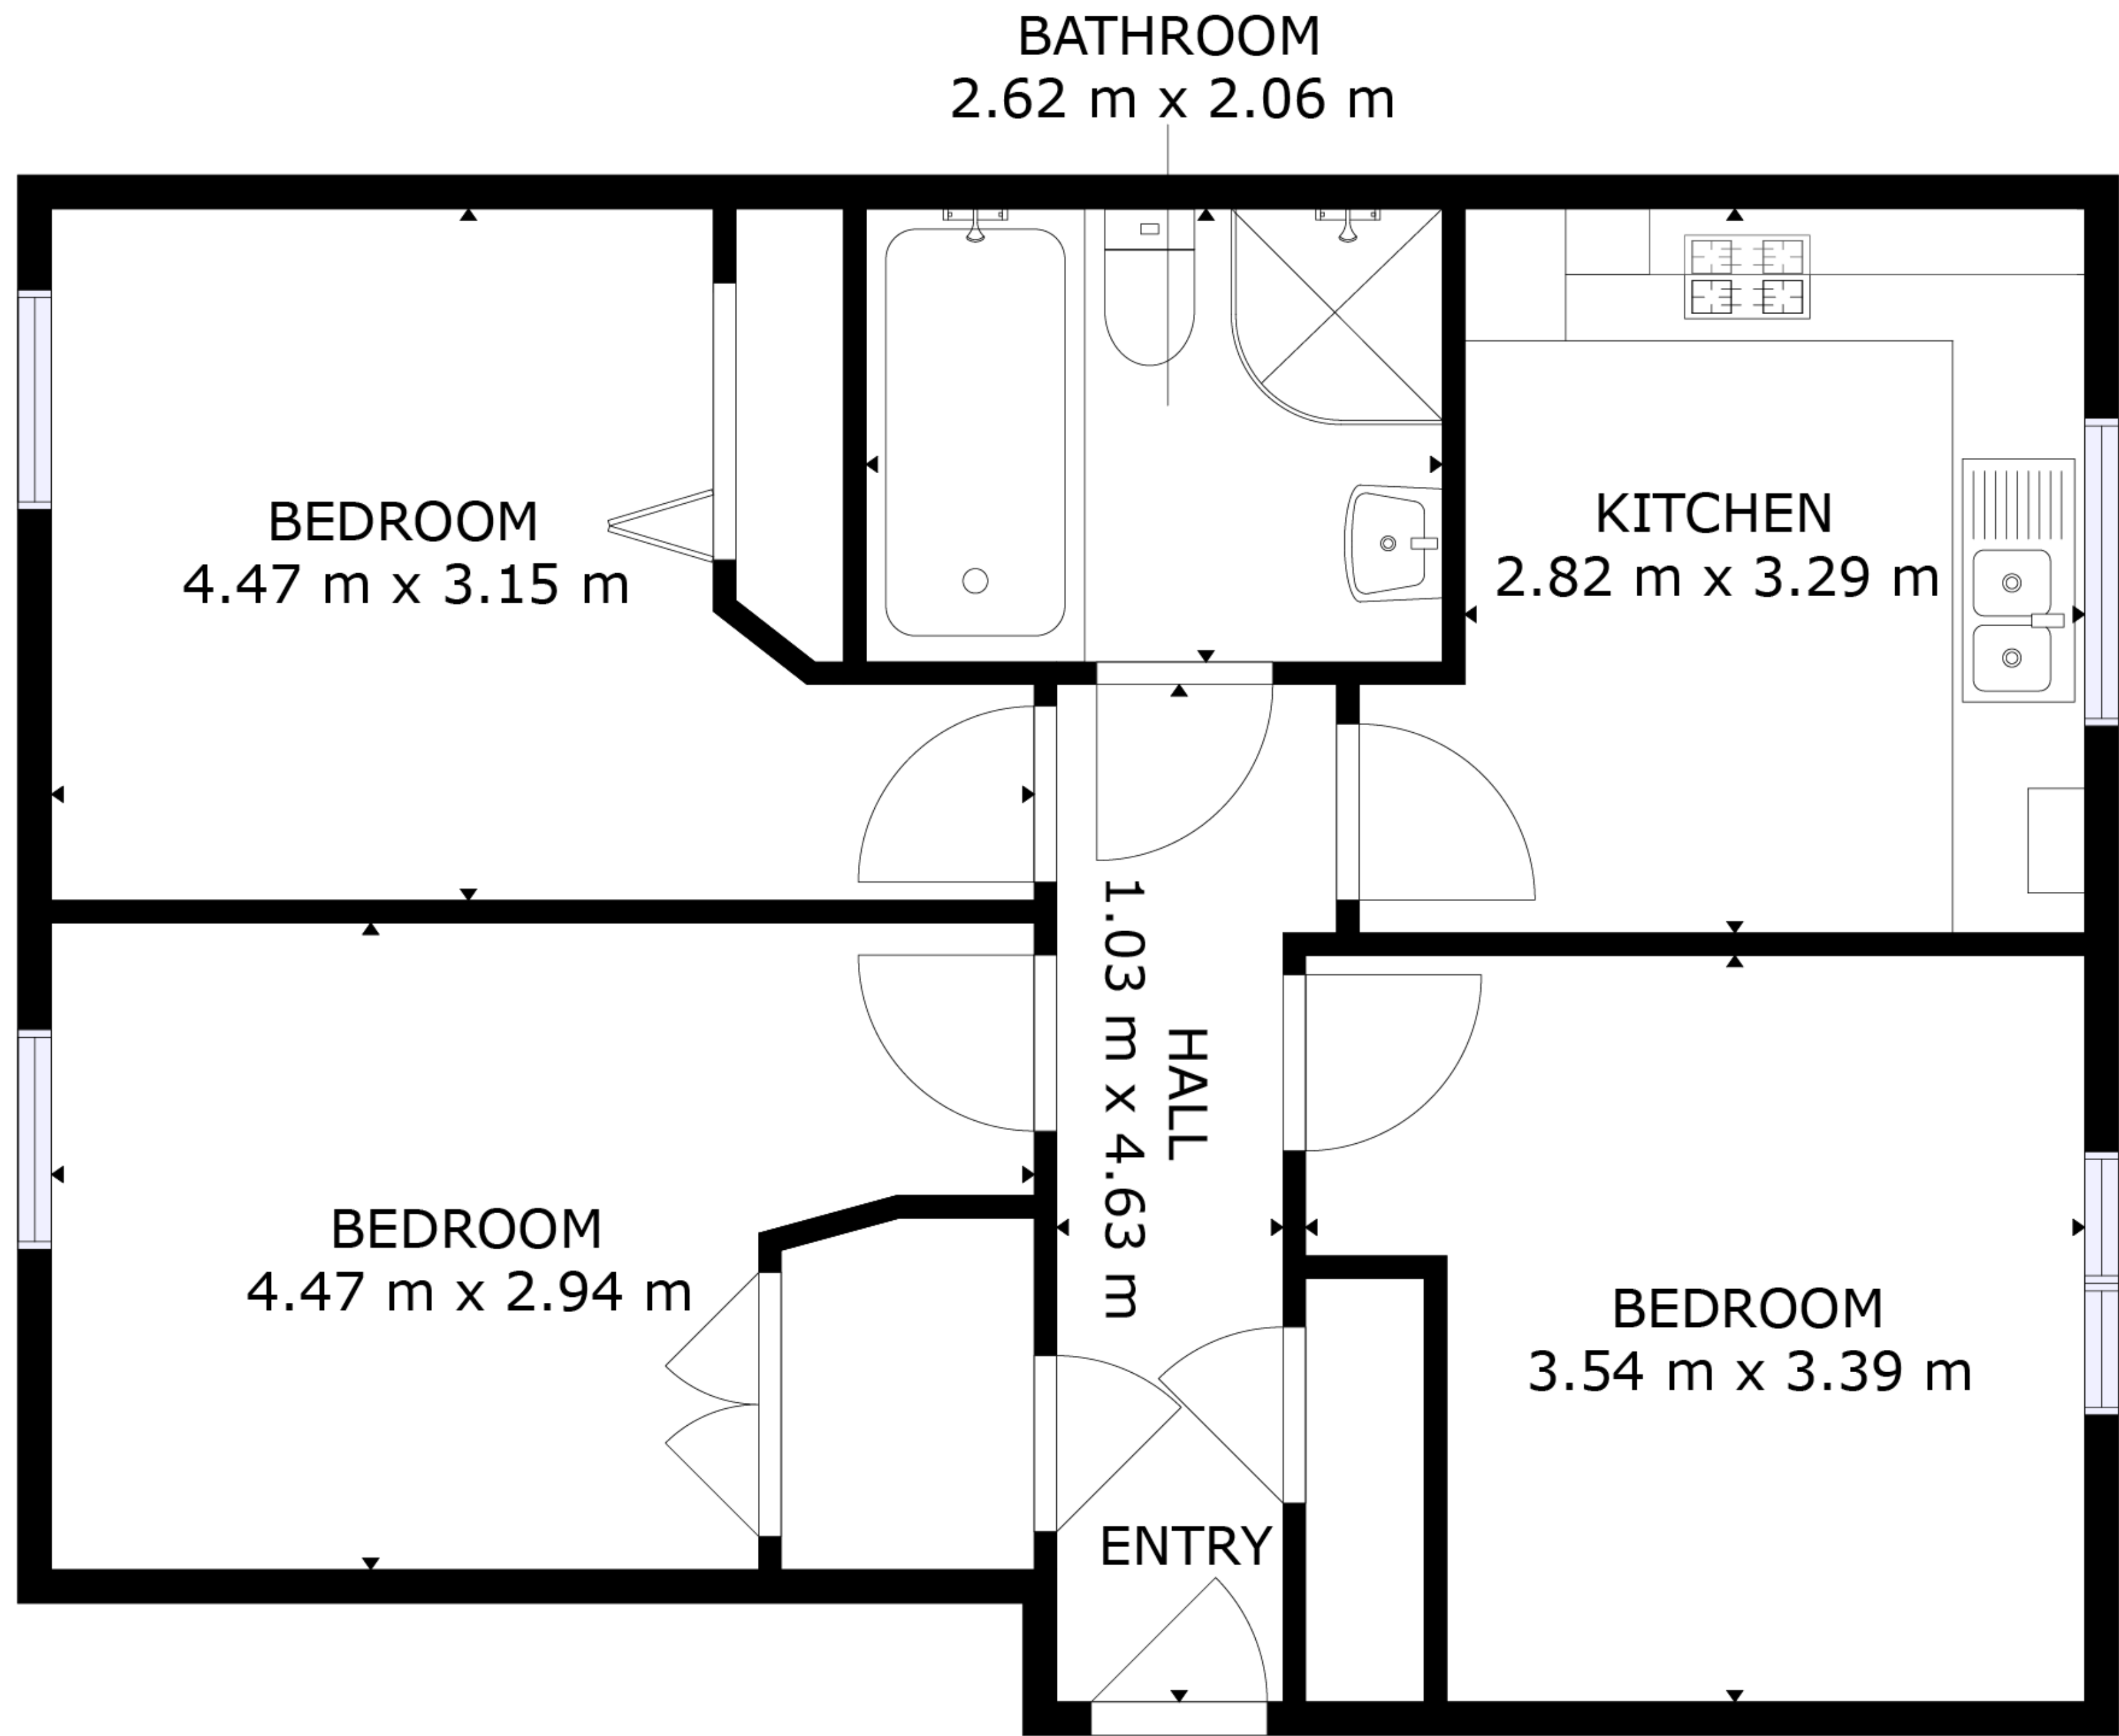 BATHROOM
2.62 m x 2.06 m
BEDROOM
4.47 m x 3.15 m
KITCHEN
2.82 m x 3.29 m
HALL
1.03 m x 4.63 m
BEDROOM
4.47 m x 2.94 m
BEDROOM
3.54 m x 3.39 m
ENTRY